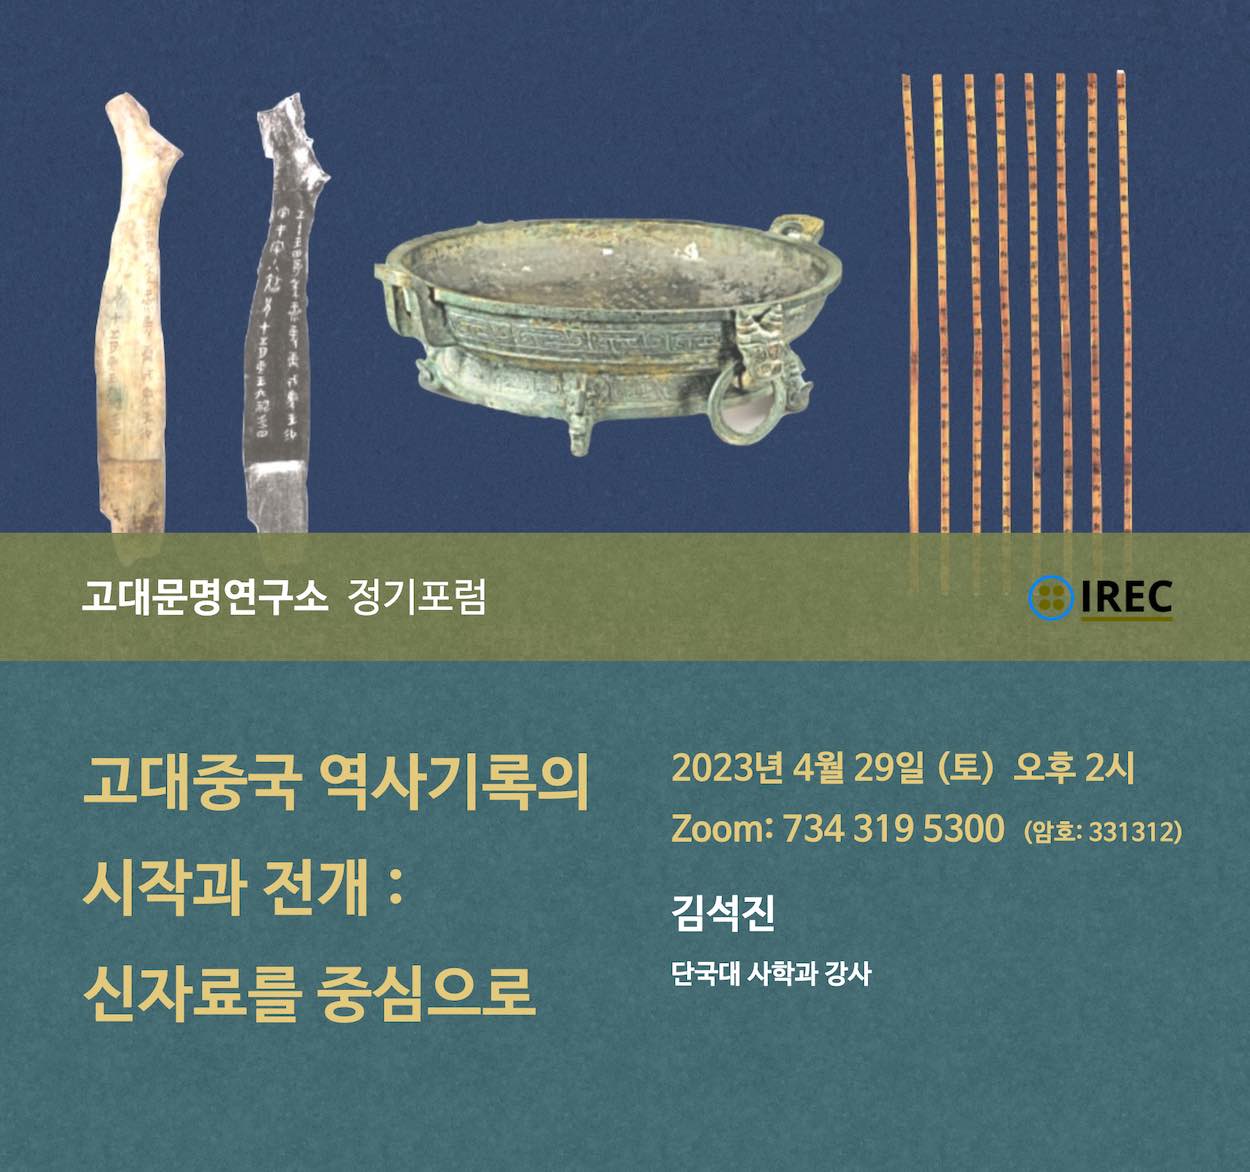 고대문명연구소 정기포럼
IREC
고대중국 역사기록의
시작과 전개 :
신자료를 중심으로
2023년 4월 29일 (토) 오후 2시
Zoom: 734 319 5300 (암호: 331312)
김석진
단국대 사학과 강사